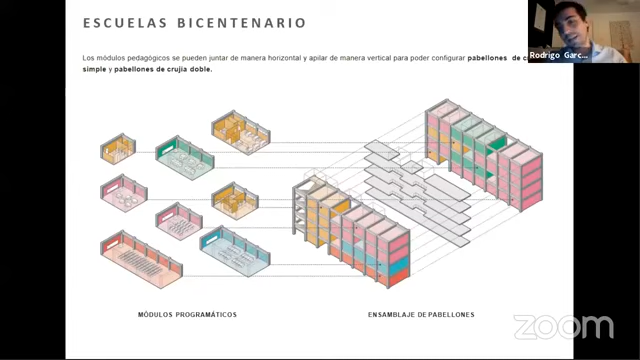 ESCUELAS BICENTENARIO
Los módulos pedagógicos se pueden juntar de manera horizontal y apilar de manera vertical para poder configurar pabellones de
simple y pabellones de crujía doble.
Rodrigo Garc...
MÓDULOS PROGRAMÁTICOS
ENSAMBLAJE DE PABELLONES
zoom